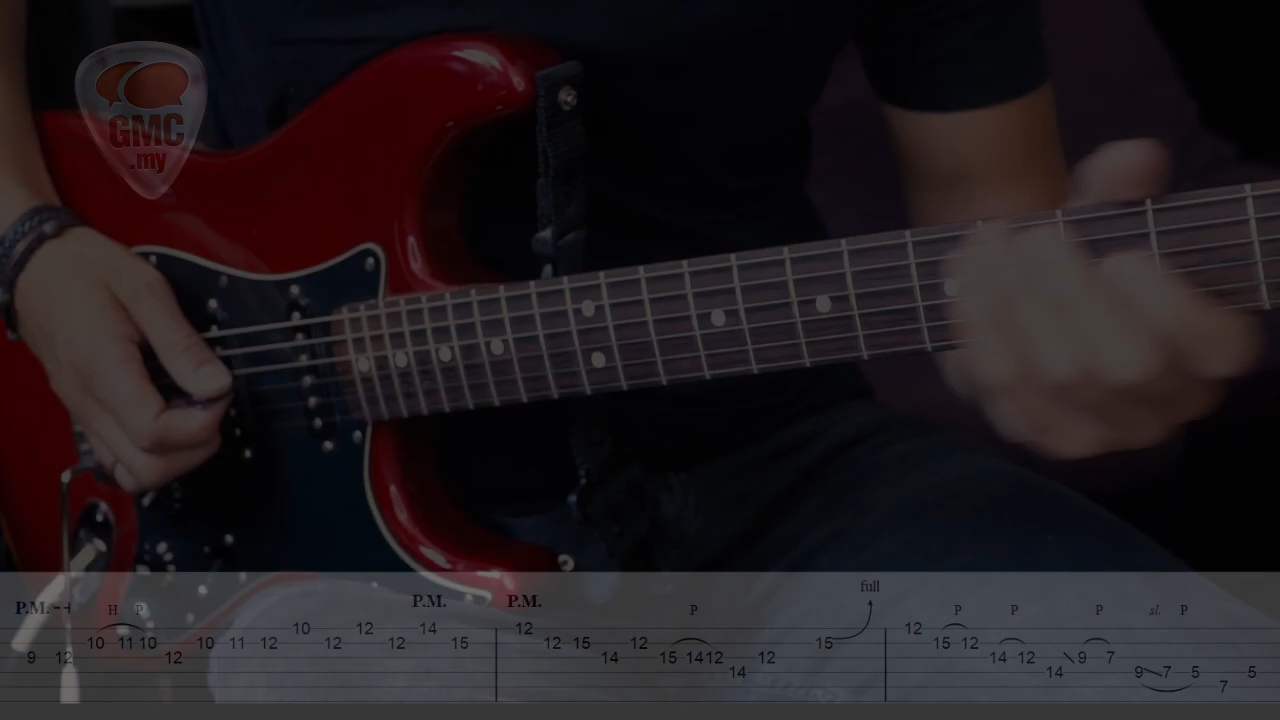 GMC
.my
full
P.M. P.M.
P.M. H P P P P P sl. P
10 12 14 12 12
10 11 10 10 11 12 12 12 15 12 15 12 15 15 12
9 12 12 14 15 14 12 12 14 12 9 7
14 14 9 7 5 5
7